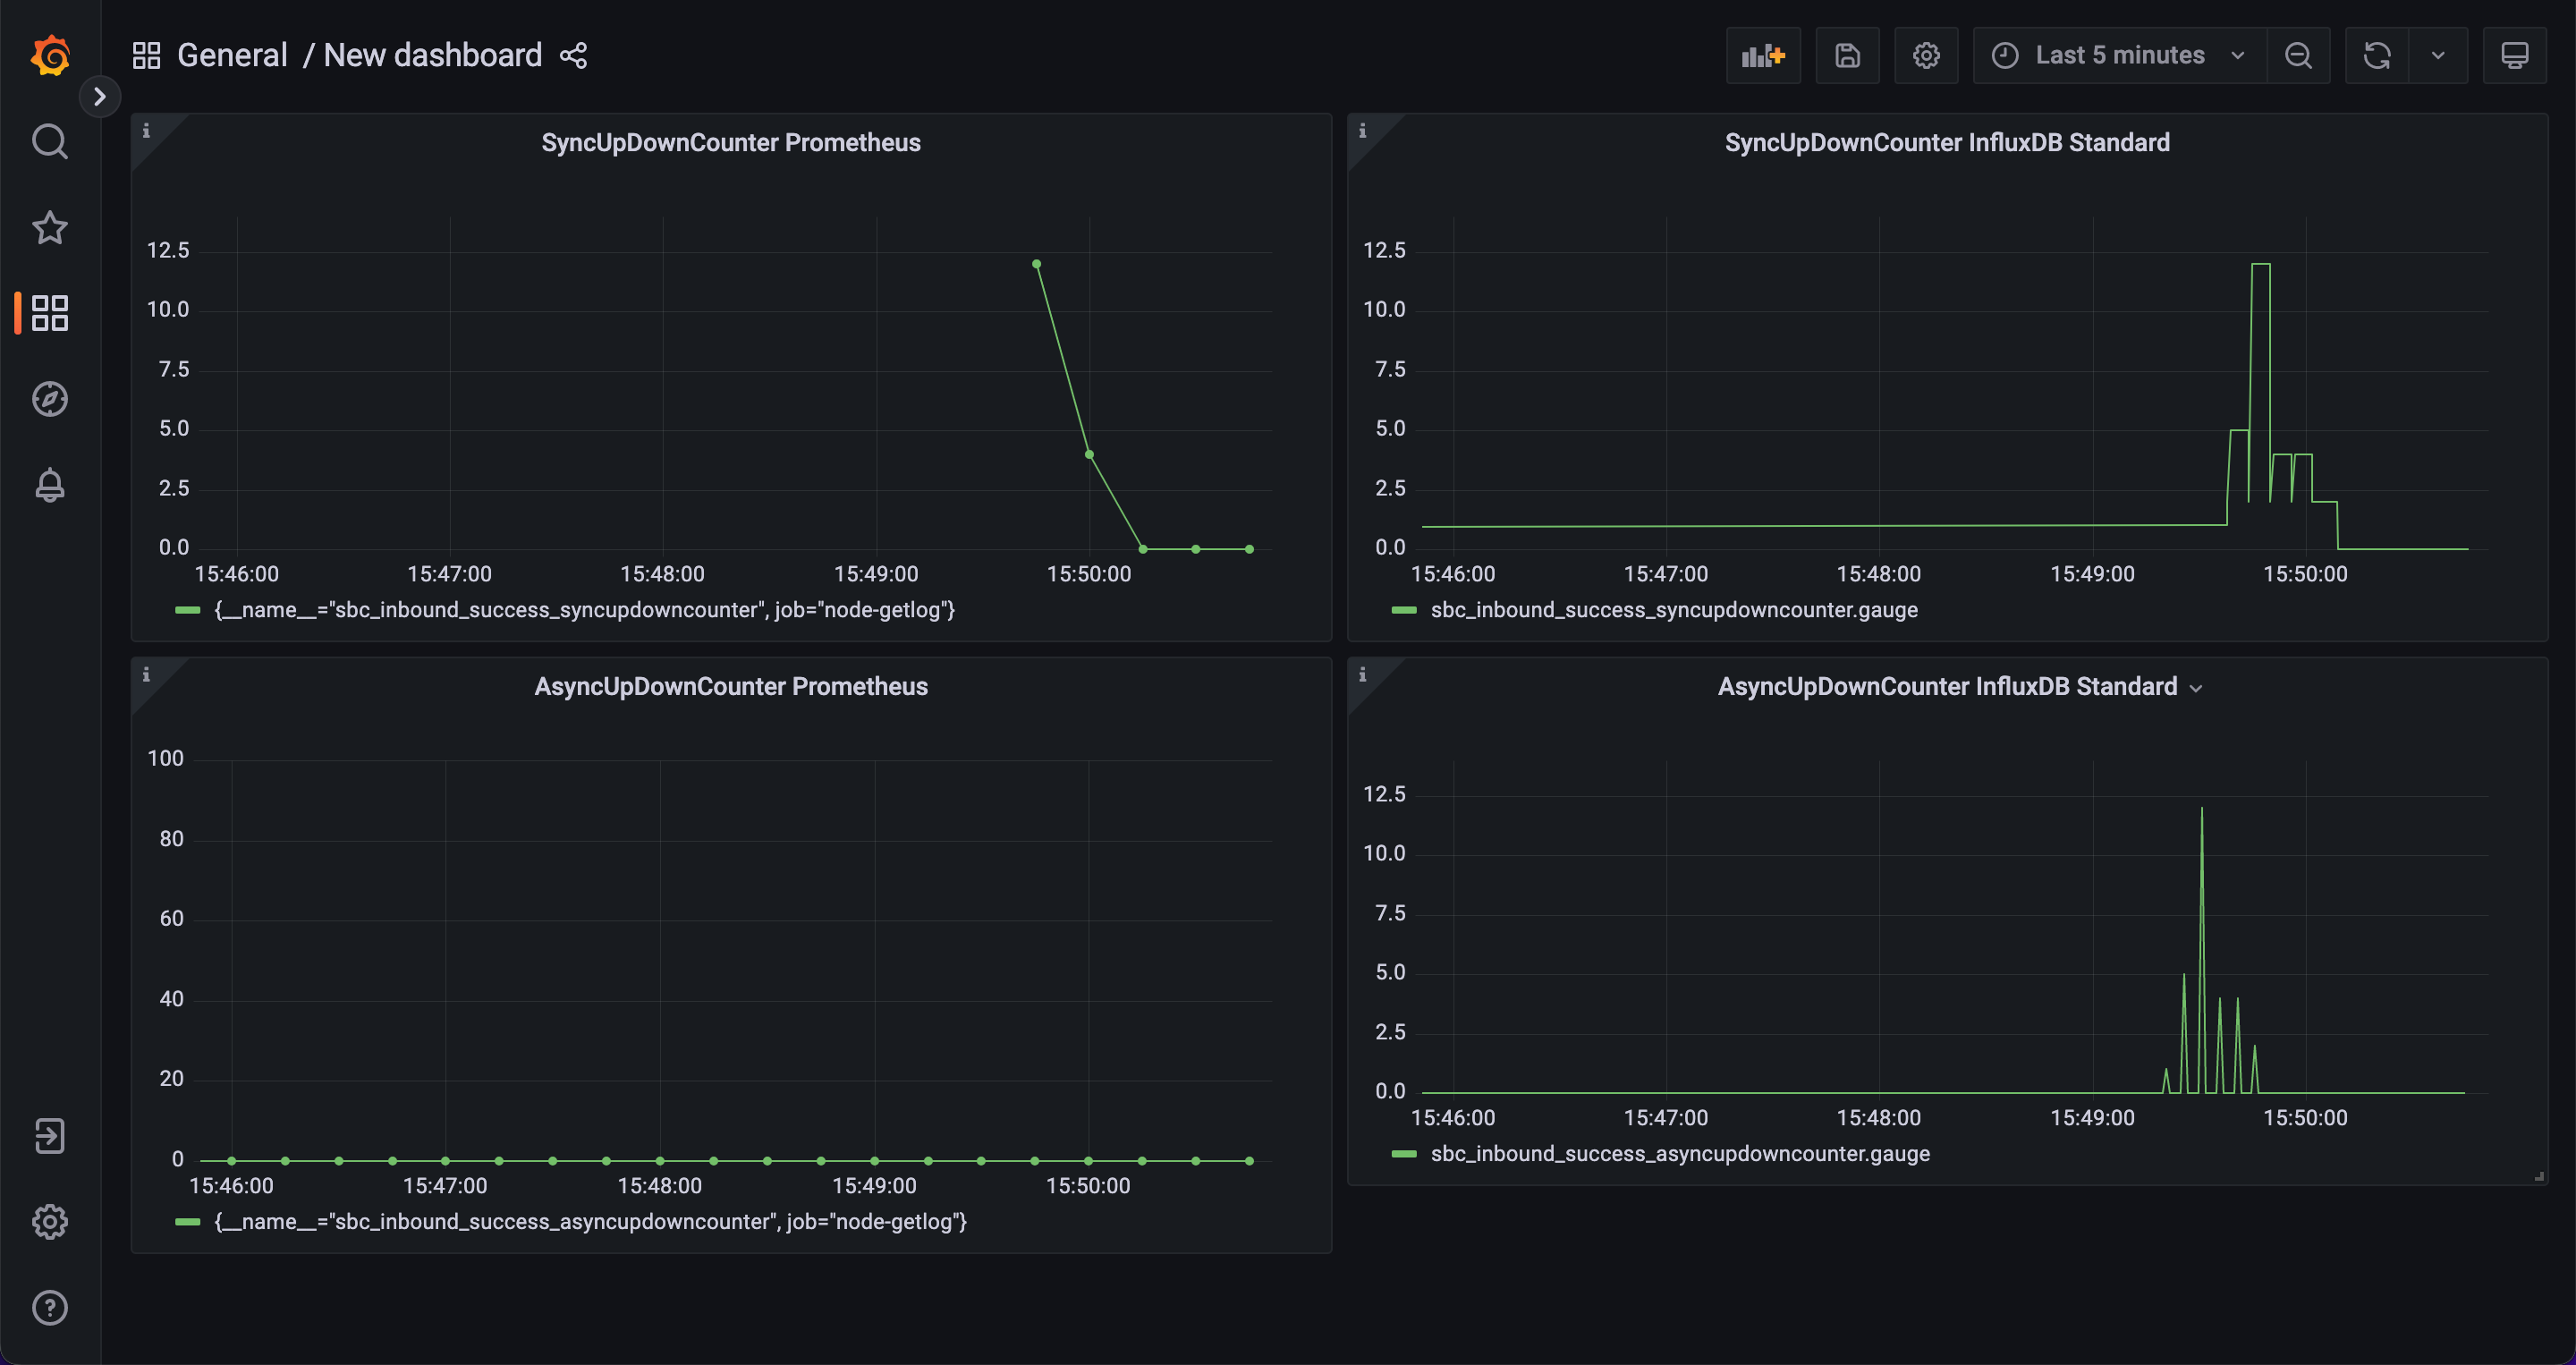 General / New dashboard
Last 5 minutes
SyncUpDownCounter Prometheus
12.5
10.0
7.5
5.0
2.5
0.0
15:46:00 15:47:00 15:48:00 15:49:00 15:50:00
{__name__="sbc_inbound_success_syncupdowncounter", job="node-getlog"}
SyncUpDownCounter InfluxDB Standard
12.5
10.0
7.5
5.0
2.5
0.0
15:46:00 15:47:00 15:48:00 15:49:00 15:50:00
sbc_inbound_success_syncupdowncounter.gauge
AsyncUpDownCounter Prometheus
100
80
60
40
20
0
15:46:00 15:47:00 15:48:00 15:49:00 15:50:00
{__name__="sbc_inbound_success_asyncupdowncounter", job="node-getlog"}
AsyncUpDownCounter InfluxDB Standard
12.5
10.0
7.5
5.0
2.5
0.0
15:46:00 15:47:00 15:48:00 15:49:00 15:50:00
sbc_inbound_success_asyncupdowncounter.gauge